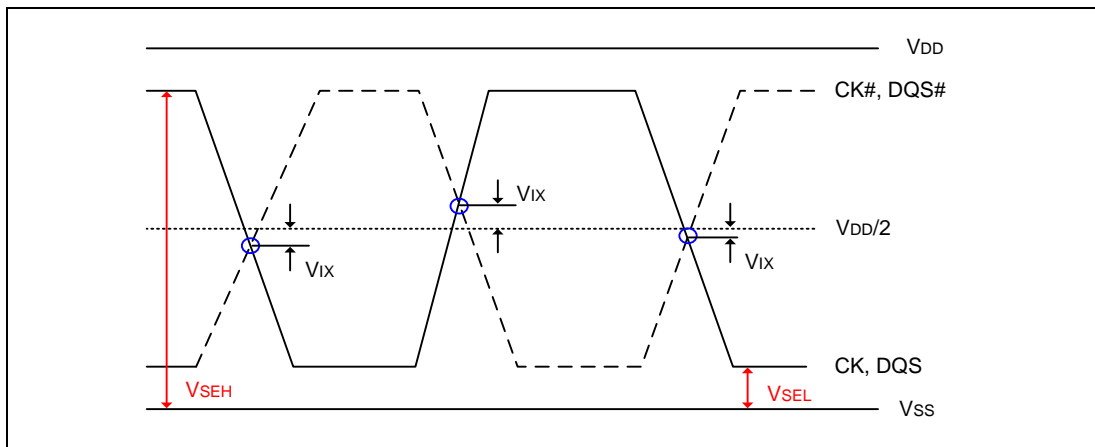 VDD
CK#, DQS#
VIX
VDD/2
VIX
VIX
CK, DQS
VSEH
VSEL
VSS